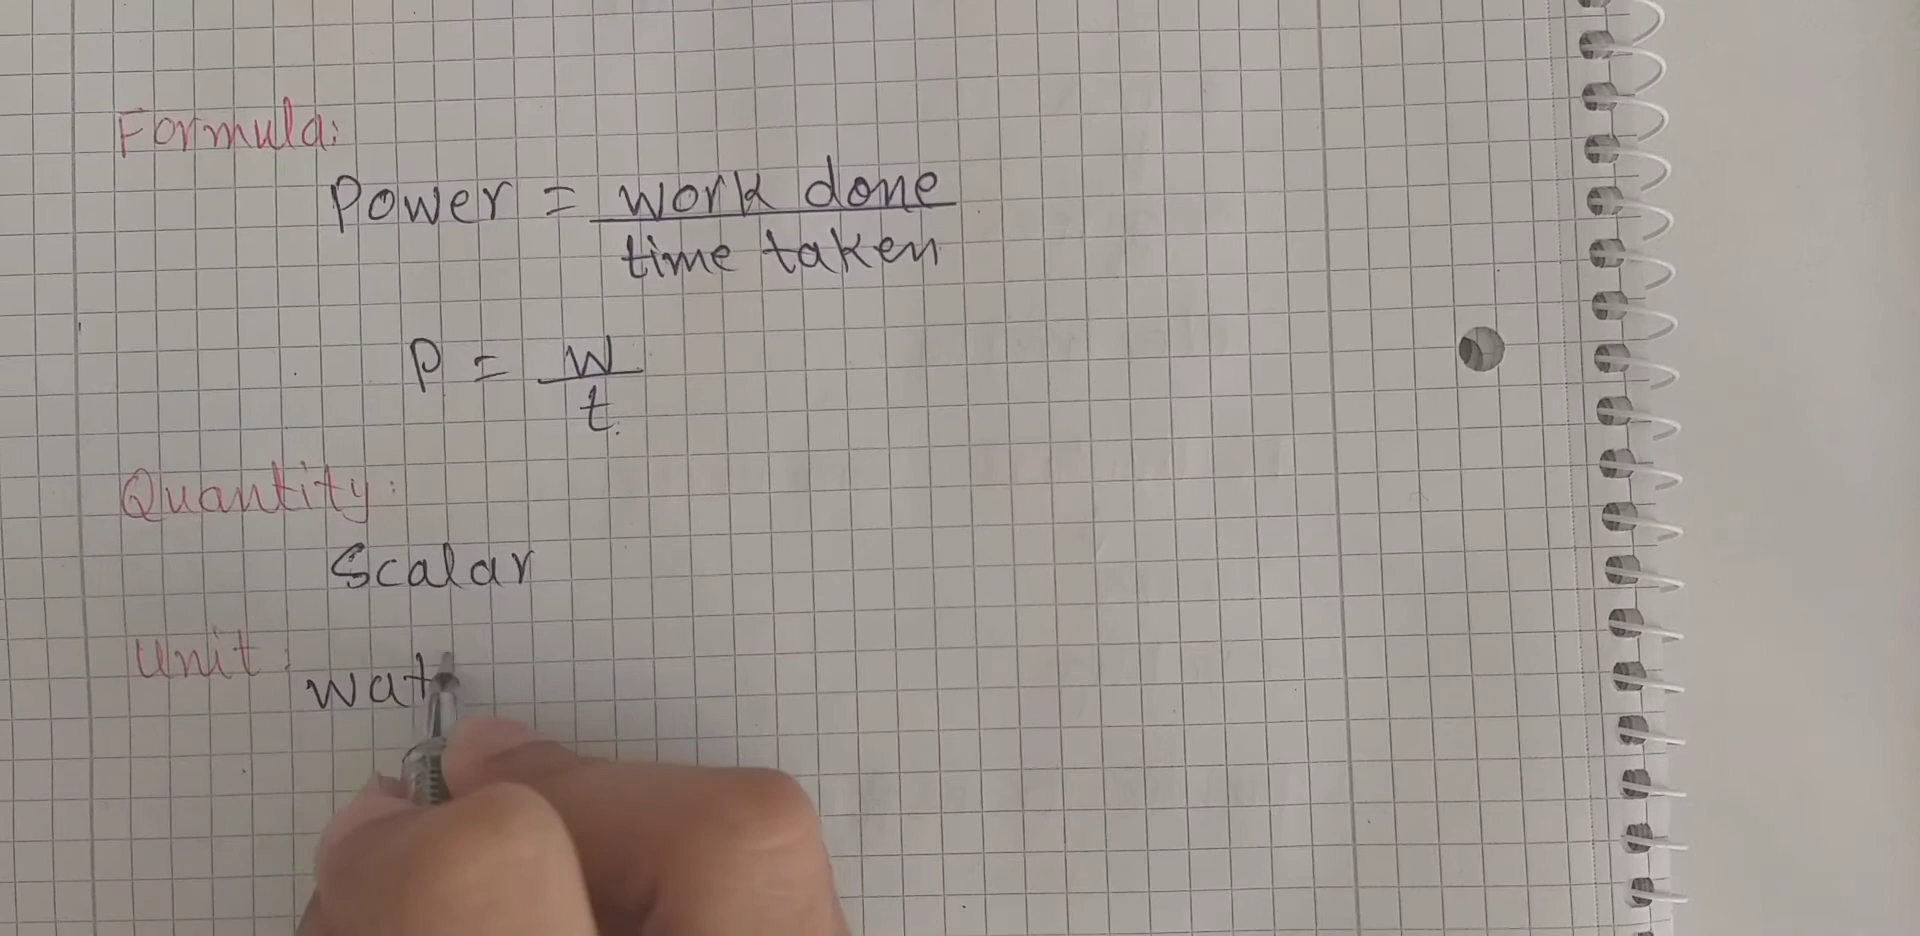 Formula:
Power = work done
time taken
P = W
t
Quantity:
Scalar
Unit:
wat